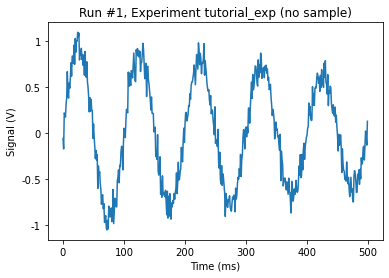 Run #1, Experiment tutorial_exp (no sample)
Signal (V)
1
0.5
0
-0.5
-1
0 100 200 300 400 500
Time (ms)